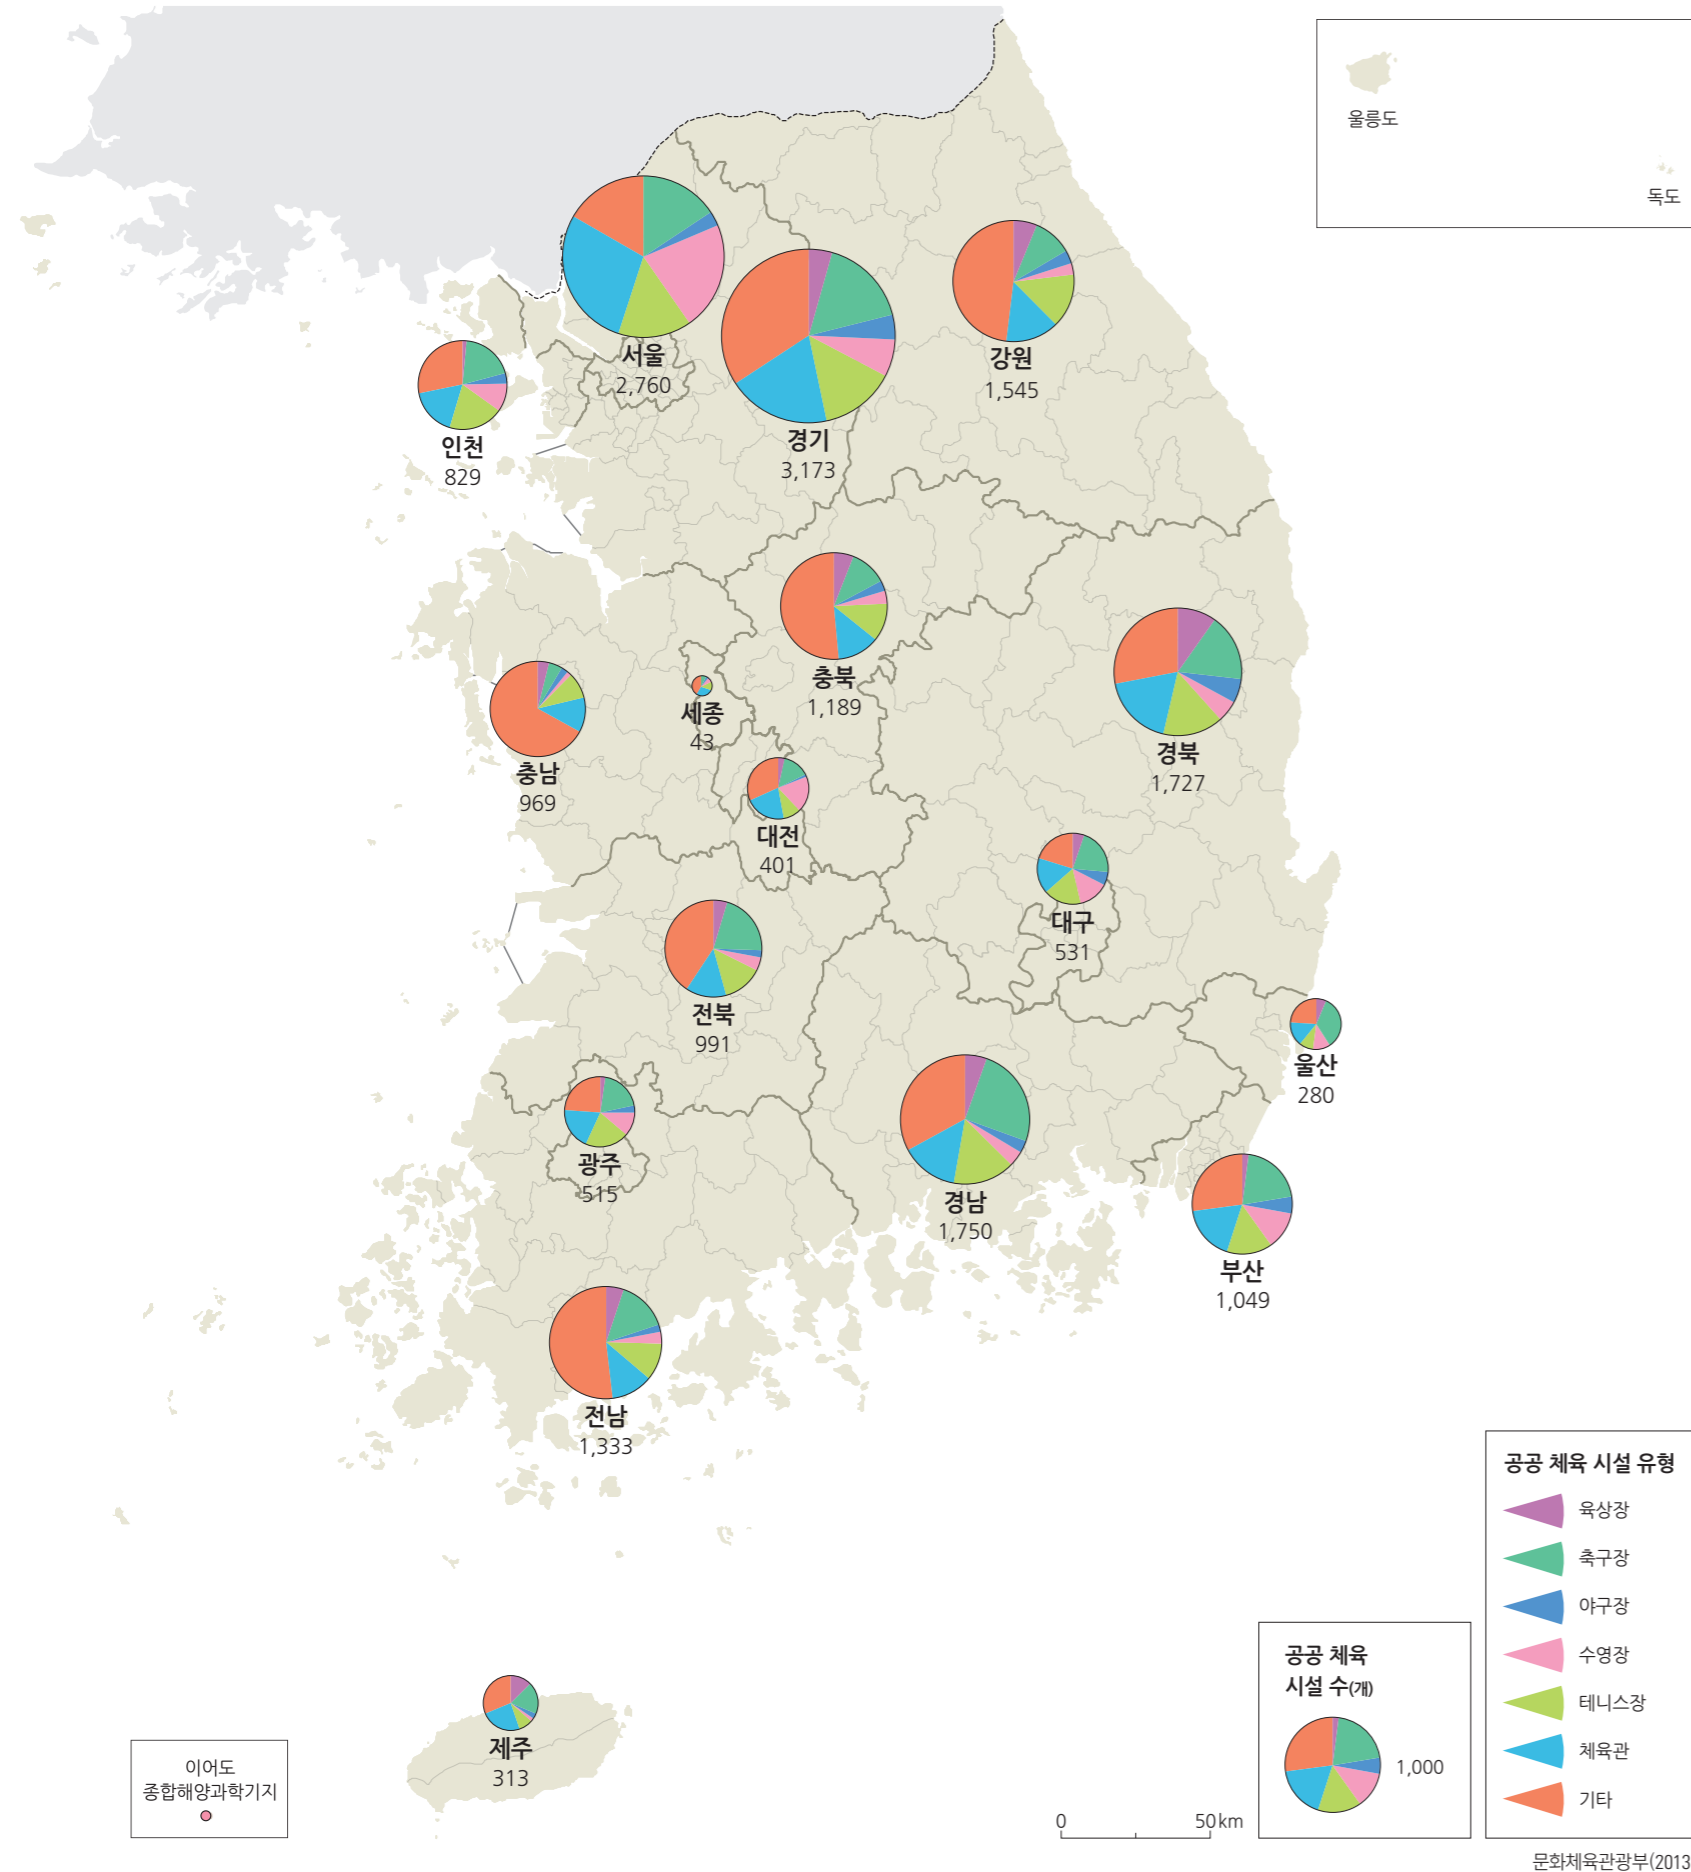 울릉도
독도
서울
2,760
경기
3,173
강원
1,545
인천
829
충북
1,189
세종
43
충남
969
대전
401
경북
1,727
대구
531
전북
991
울산
280
광주
515
경남
1,750
부산
1,049
전남
1,333
제주
313
이어도
종합해양과학기지
0 50km
공공 체육
시설 수(개)
1,000
공공 체육 시설 유형
육상장
축구장
야구장
수영장
테니스장
체육관
기타
문화체육관광부(2013